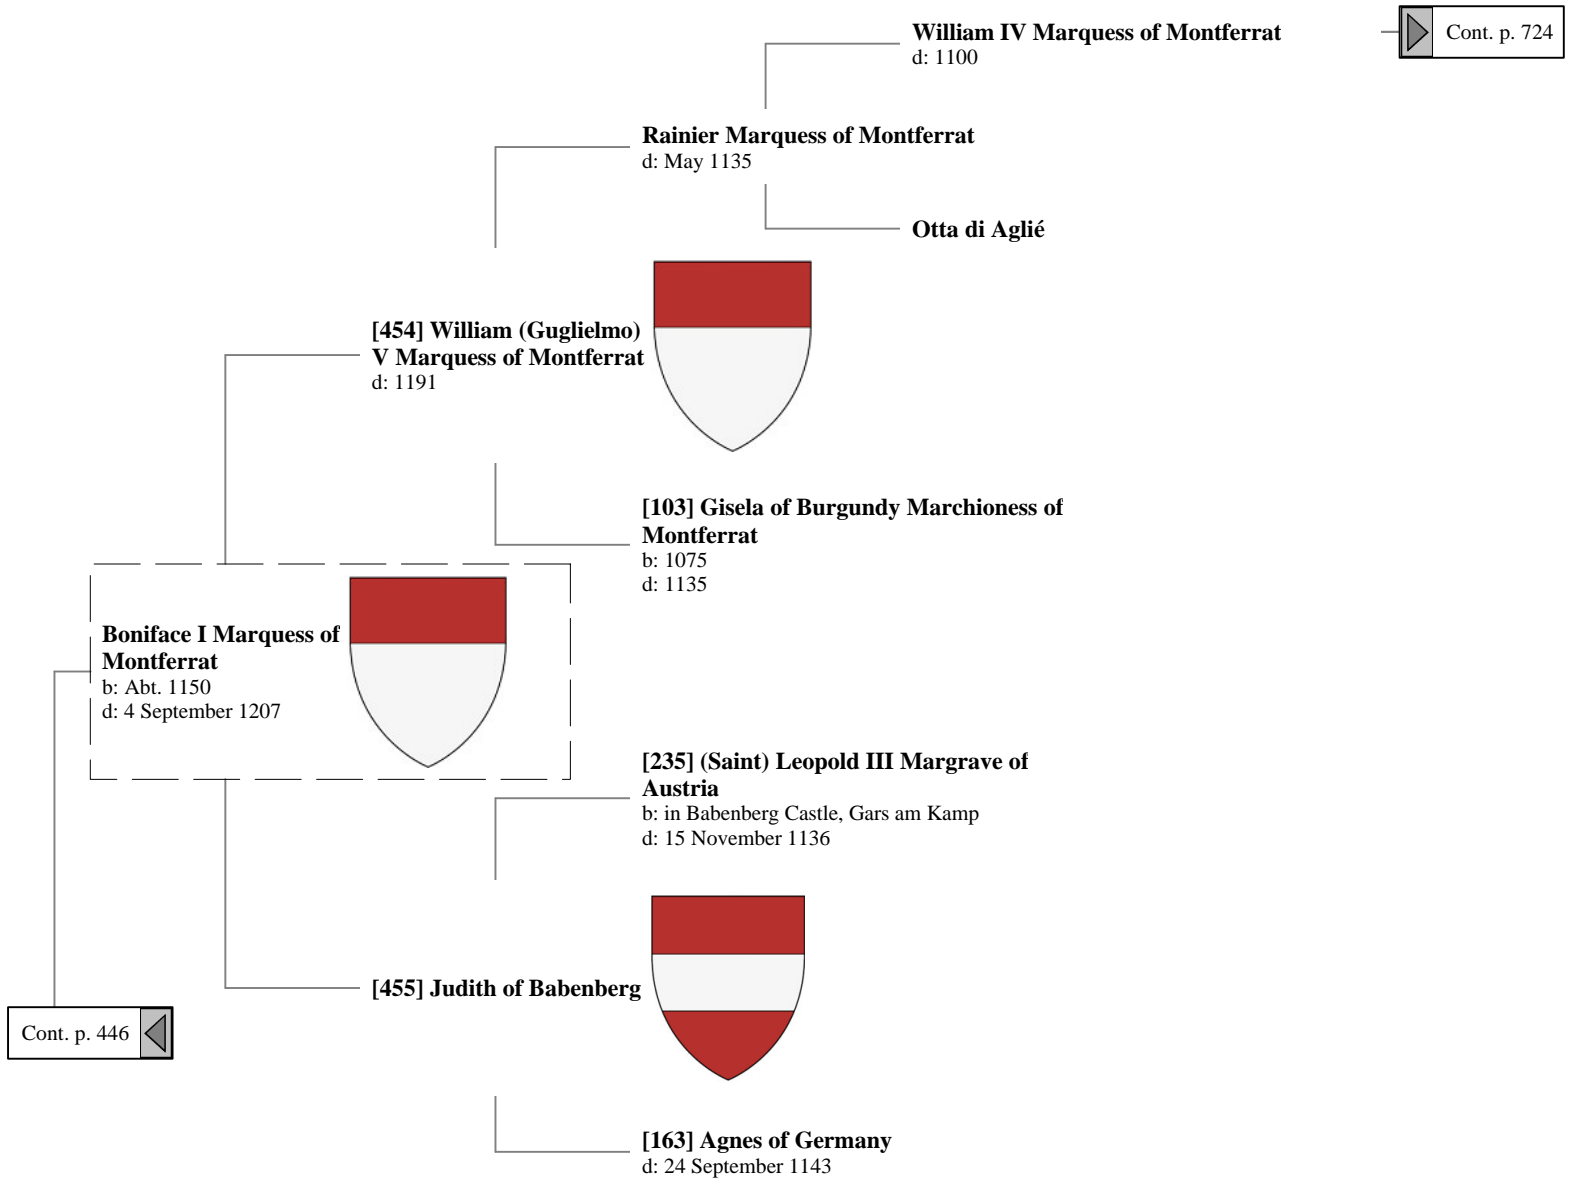 William IV Marquess of Montferrat
d: 1100
Cont. p. 724
Rainier Marquess of Montferrat
d: May 1135
Otta di Aglié
[454] William (Guglielmo)
V Marquess of Montferrat
d: 1191
[103] Gisela of Burgundy Marchioness of
Montferrat
b: 1075
d: 1135
Boniface I Marquess of
Montferrat
b: Abt. 1150
d: 4 September 1207
[235] (Saint) Leopold III Margrave of
Austria
b: in Babenberg Castle, Gars am Kamp
d: 15 November 1136
[455] Judith of Babenberg
Cont. p. 446
[163] Agnes of Germany
d: 24 September 1143